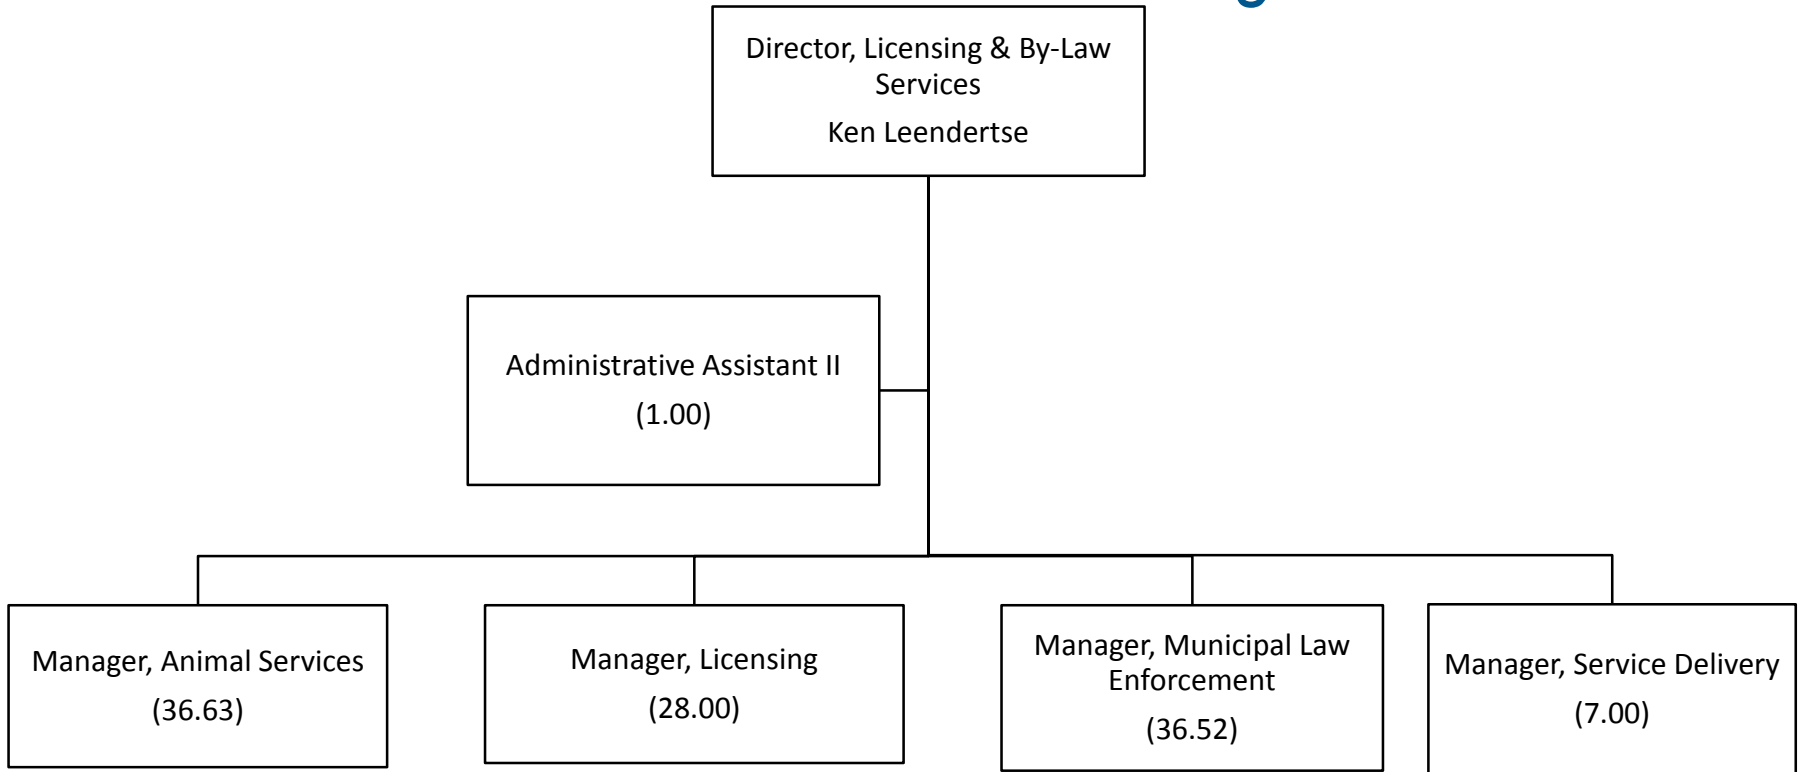 Director, Licensing & By-Law
Services
Ken Leendertse
Administrative Assistant II
(1.00)
Manager, Animal Services
(36.63)
Manager, Licensing
(28.00)
Manager, Municipal Law
Enforcement
(36.52)
Manager, Service Delivery
(7.00)